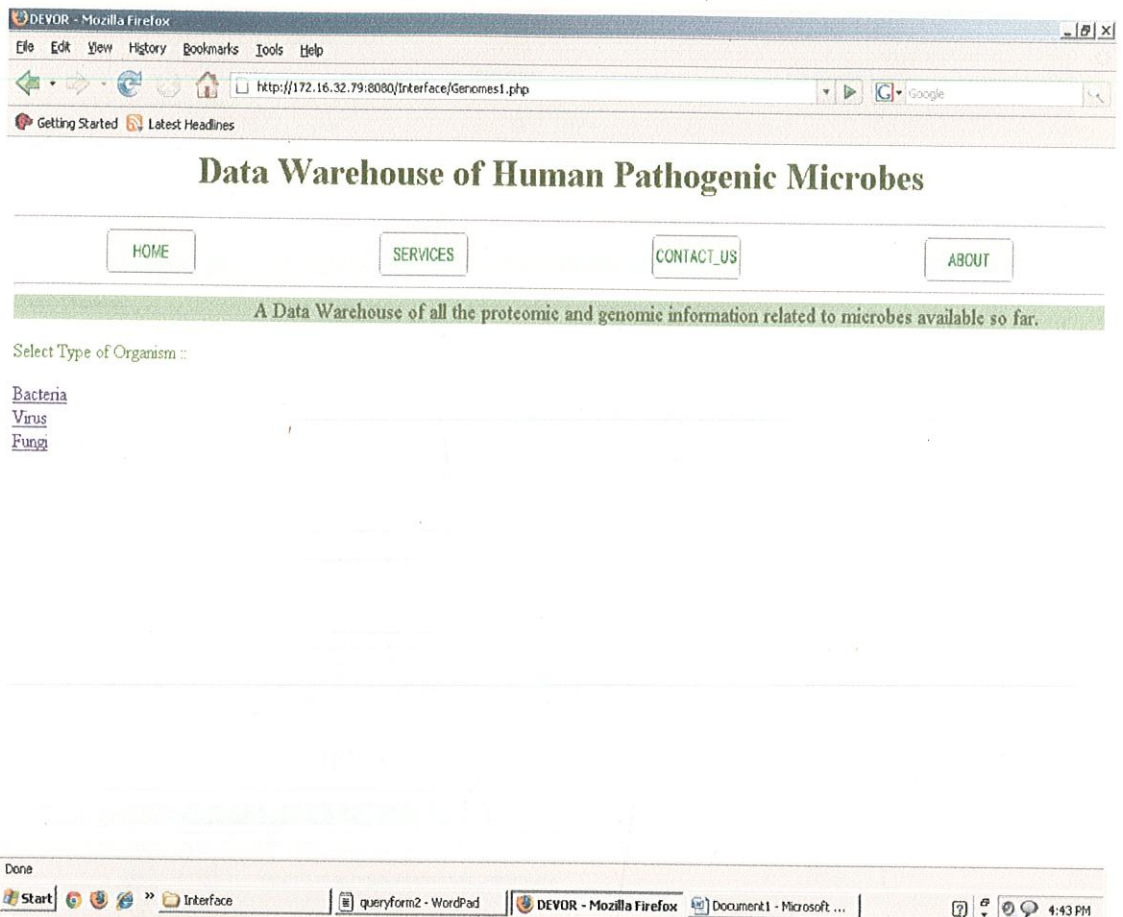 DEVOR - Mozilla Firefox
File Edit View History Bookmarks Tools Help
http://172.16.32.79:8080/Interface/Genomes1.php
Google
Getting Started Latest Headlines
Data Warehouse of Human Pathogenic Microbes
HOME SERVICES CONTACT_US ABOUT
A Data Warehouse of all the proteomic and genomic information related to microbes available so far.
Select Type of Organism ::
Bacteria
Virus
Fungi
Done
Start » Interface queryform2 - WordPad DEVOR - Mozilla Firefox Document1 - Microsoft ... 4:43 PM